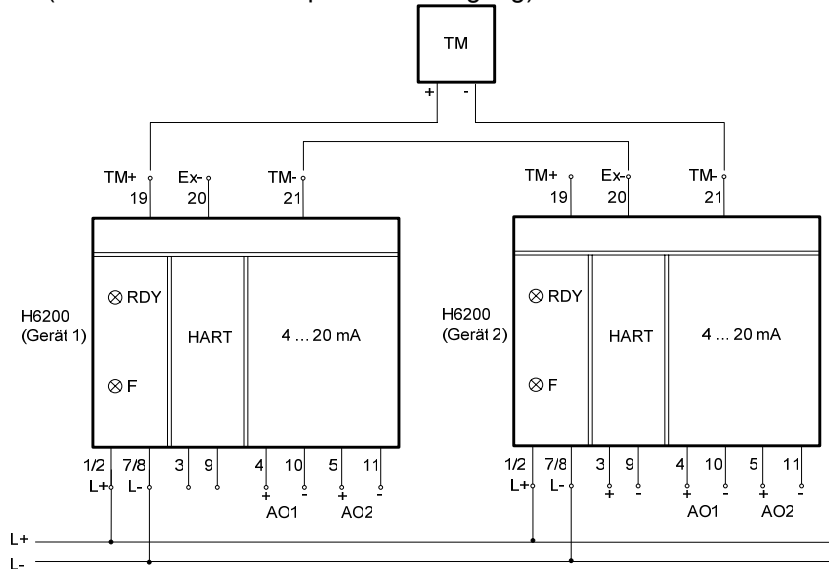 TM
+ -
TM+ Ex- TM- TM+ Ex- TM-
19 20 21 19 20 21
H6200
(Gerät 1)
RDY
F
HART
4 ... 20 mA
H6200
(Gerät 2)
RDY
F
HART
4 ... 20 mA
1/2 7/8 3 9 4 10 5 11 1/2 7/8 3 9 4 10 5 11
L+ L- + - + - L+ L- + - + - + -
AO1 AO2 AO1 AO2
L+
L-